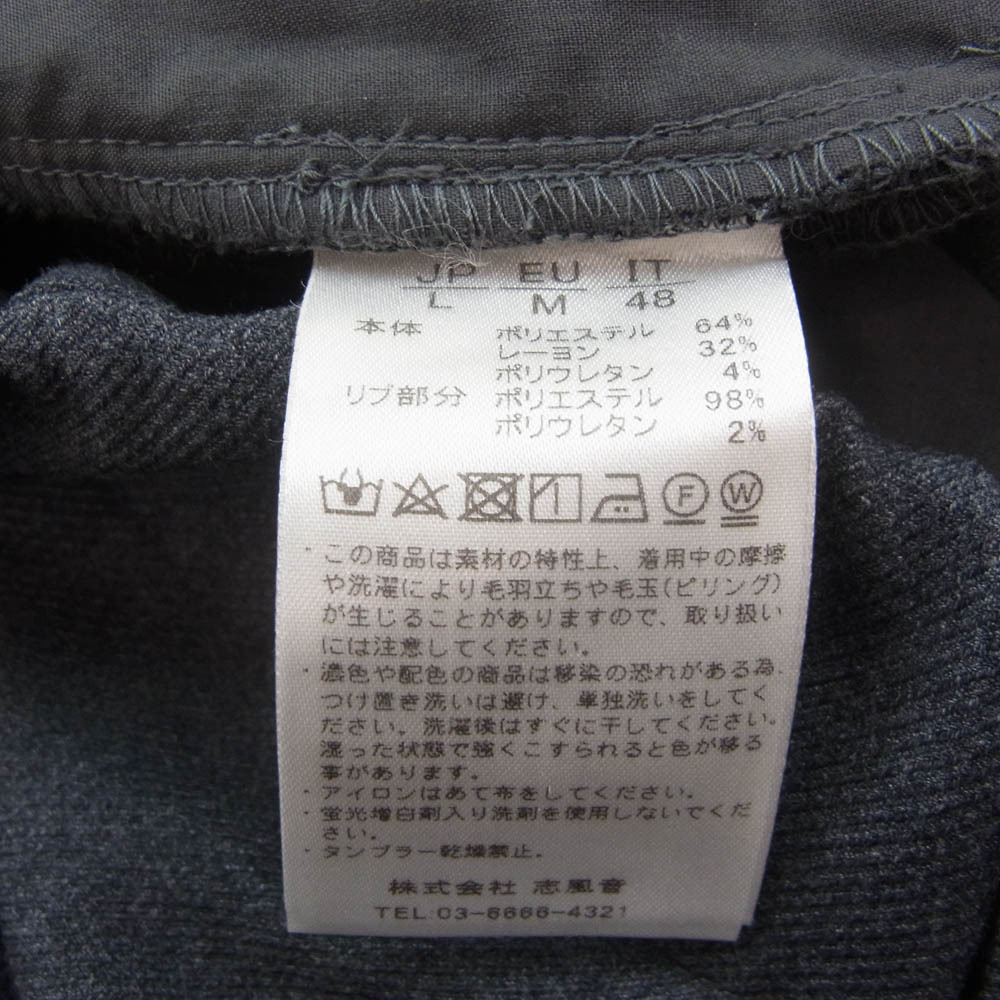 JP EU IT
L M 48
本体 ポリエステル 64%
レーヨン 32%
ポリウレタン 4%
リブ部分 ポリエステル 98%
ポリウレタン 2%
F W
・この商品は素材の特性上、着用中の摩擦
や洗濯により毛羽立ちや毛玉(ピリング)
が生じることがありますので、取り扱い
には注意してください。
・濃色や配色の商品は移染の恐れがある為、
つけ置き洗いは避け、単独洗いをしてく
ださい。洗濯後はすぐに干してください。
湿った状態で強くこすられると色が移る
事があります。
・アイロンはあて布をしてください。
・蛍光増白剤入り洗剤を使用しないでくだ
さい。
・タンブラー乾燥禁止。
株式会社 志風音
TEL:03-6666-4321